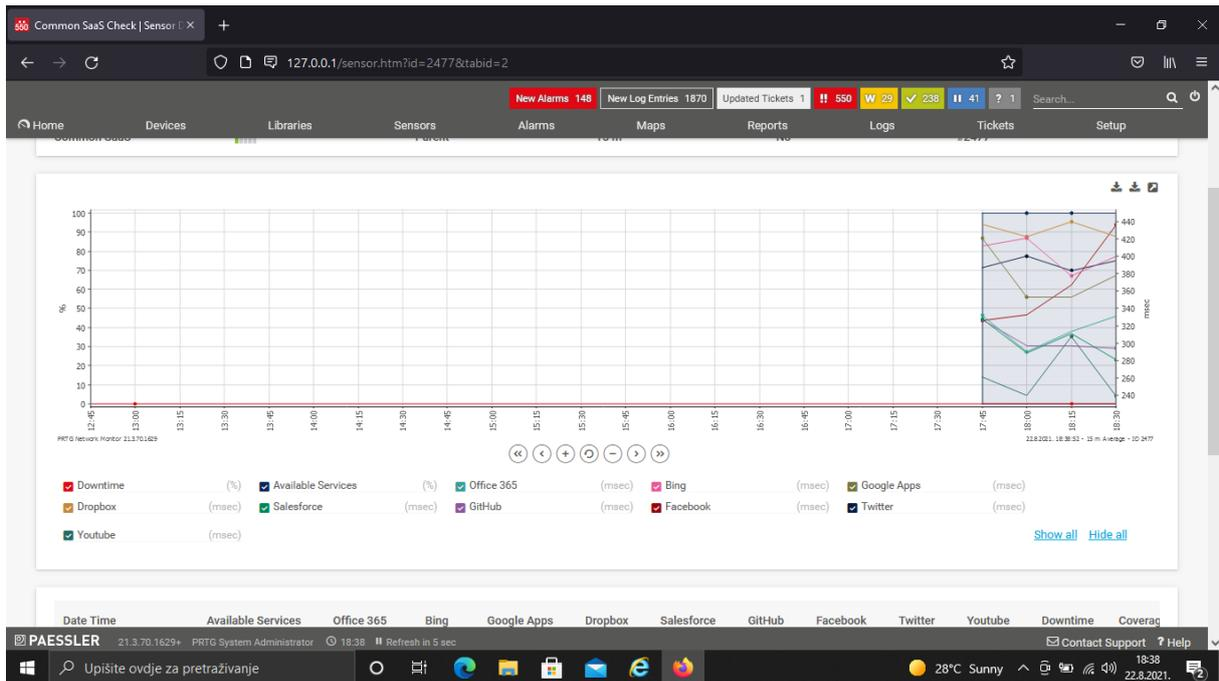 Common SaaS Check | Sensor D
127.0.0.1/sensor.htm?id=2477&tabid=2
New Alarms 148 New Log Entries 1870 Updated Tickets 1 !! 550 W 29 238 41 ? 1 Search...
Home Devices Libraries Sensors Alarms Maps Reports Logs Tickets Setup
Common SaaS Parent 15 m No #2477
100
90
80
70
60
50
40
30
20
10
0
%
440
420
400
380
360
340
320
300
280
260
240
msec
12:45 13:00 13:15 13:30 13:45 14:00 14:15 14:30 14:45 15:00 15:15 15:30 15:45 16:00 16:15 16:30 16:45 17:00 17:15 17:30 17:45 18:00 18:15 18:30
PRTG Network Monitor 21.3.70.1629 22.8.2021. 18:38:52 - 15 m Average - ID 2477
Downtime (%) Available Services (%) Office 365 (msec) Bing (msec) Google Apps (msec)
Dropbox (msec) Salesforce (msec) GitHub (msec) Facebook (msec) Twitter (msec)
Youtube (msec) Show all Hide all
Date Time Available Services Office 365 Bing Google Apps Dropbox Salesforce GitHub Facebook Twitter Youtube Downtime Coverag
PAESSLER 21.3.70.1629+ PRTG System Administrator 18:38 Refresh in 5 sec Contact Support ? Help
Upišite ovdje za pretraživanje 28°C Sunny 18:38
22.8.2021. 2